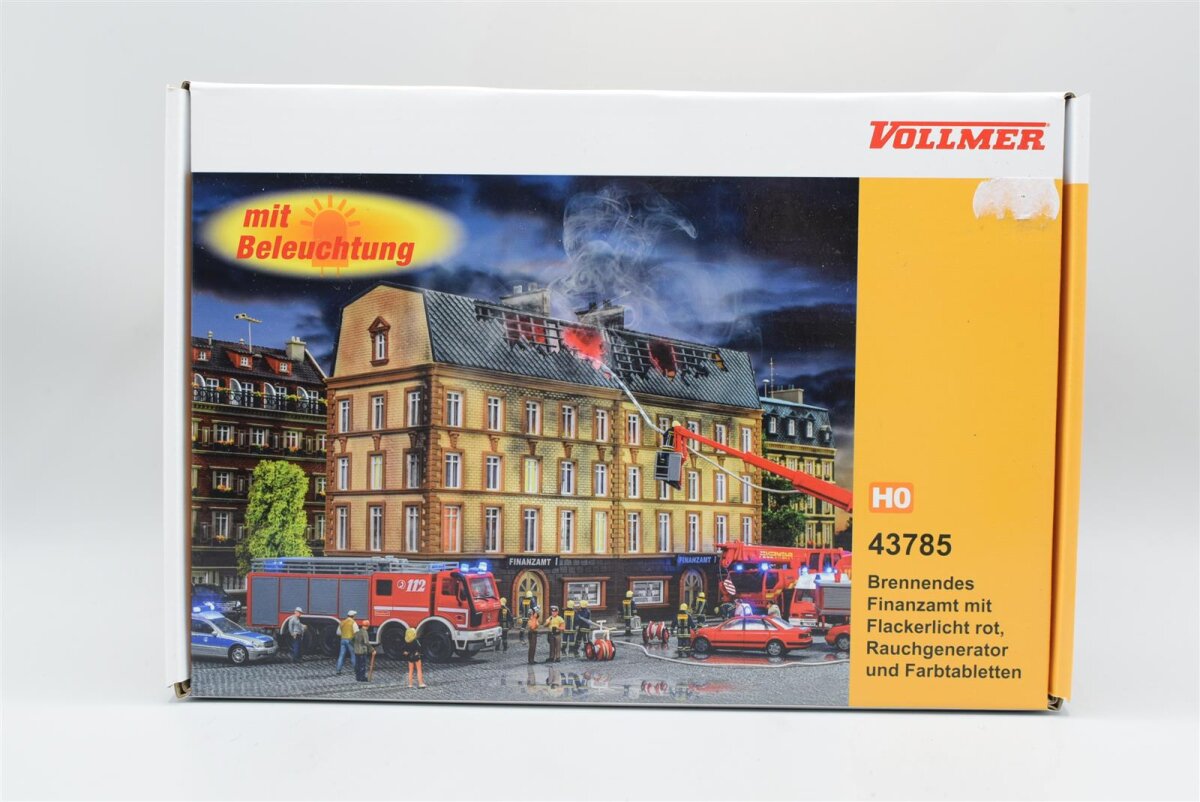 VOLLMER
mit
Beleuchtung
H0
43785
Brennendes
Finanzamt mit
Flackerlicht rot,
Rauchgenerator
und Farbtabletten
FINANZAMT I
FINANZAMT I
112